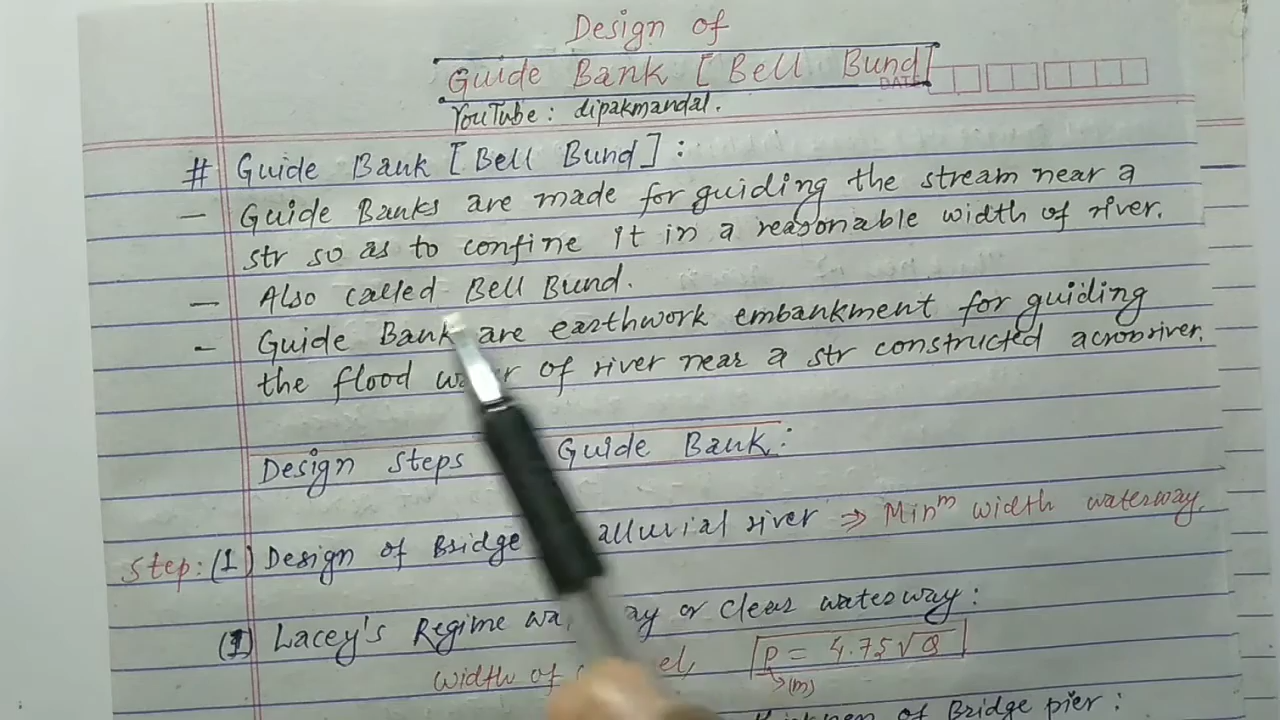 Design of
Guide Bank [Bell Bund]
DATE
YouTube: dipakmandal.
# Guide Bank [Bell Bund]:
- Guide Banks are made for guiding the stream near a
str so as to confine it in a reasonable width of river.
- Also called Bell Bund.
- Guide Bank are earthwork embankment for guiding
the flood of river near a str constructed across river.
Design Steps Guide Bank:
Step: (1) Design of Bridge alluvial river ⇒ Minᵐ width waterway.
(1) Lacey's Regime or Clear waterway:
width of P = 4.75√Q
(m)
of Bridge pier: